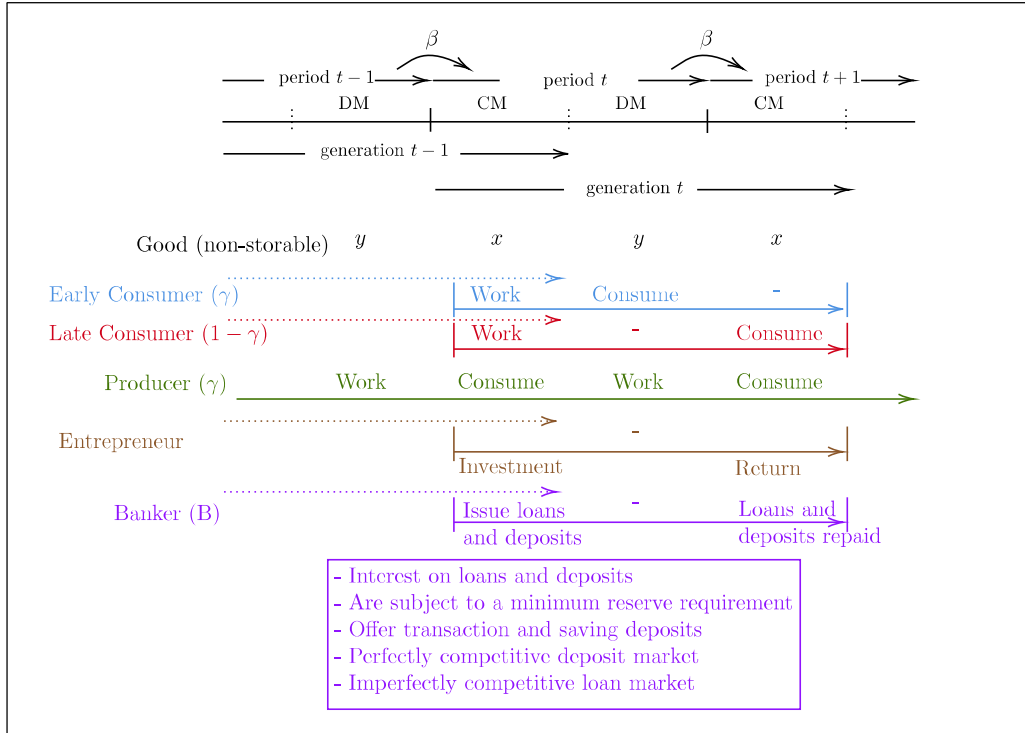 β β
period t − 1 period t period t + 1
DM CM DM CM
generation t − 1
generation t
Good (non-storable) y x y x
Early Consumer (γ) Work Consume -
Late Consumer (1 − γ) Work - Consume
Producer (γ) Work Consume Work Consume
Entrepreneur -
Investment Return
Banker (B) Issue loans - Loans and
and deposits deposits repaid
- Interest on loans and deposits
- Are subject to a minimum reserve requirement
- Offer transaction and saving deposits
- Perfectly competitive deposit market
- Imperfectly competitive loan market